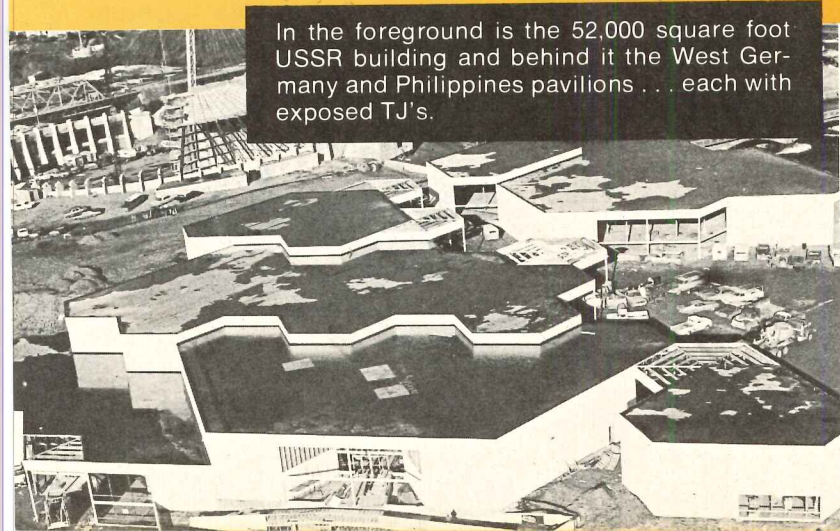 In the foreground is the 52,000 square foot
USSR building and behind it the West Ger-
many and Philippines pavilions . . . each with
exposed TJ's.